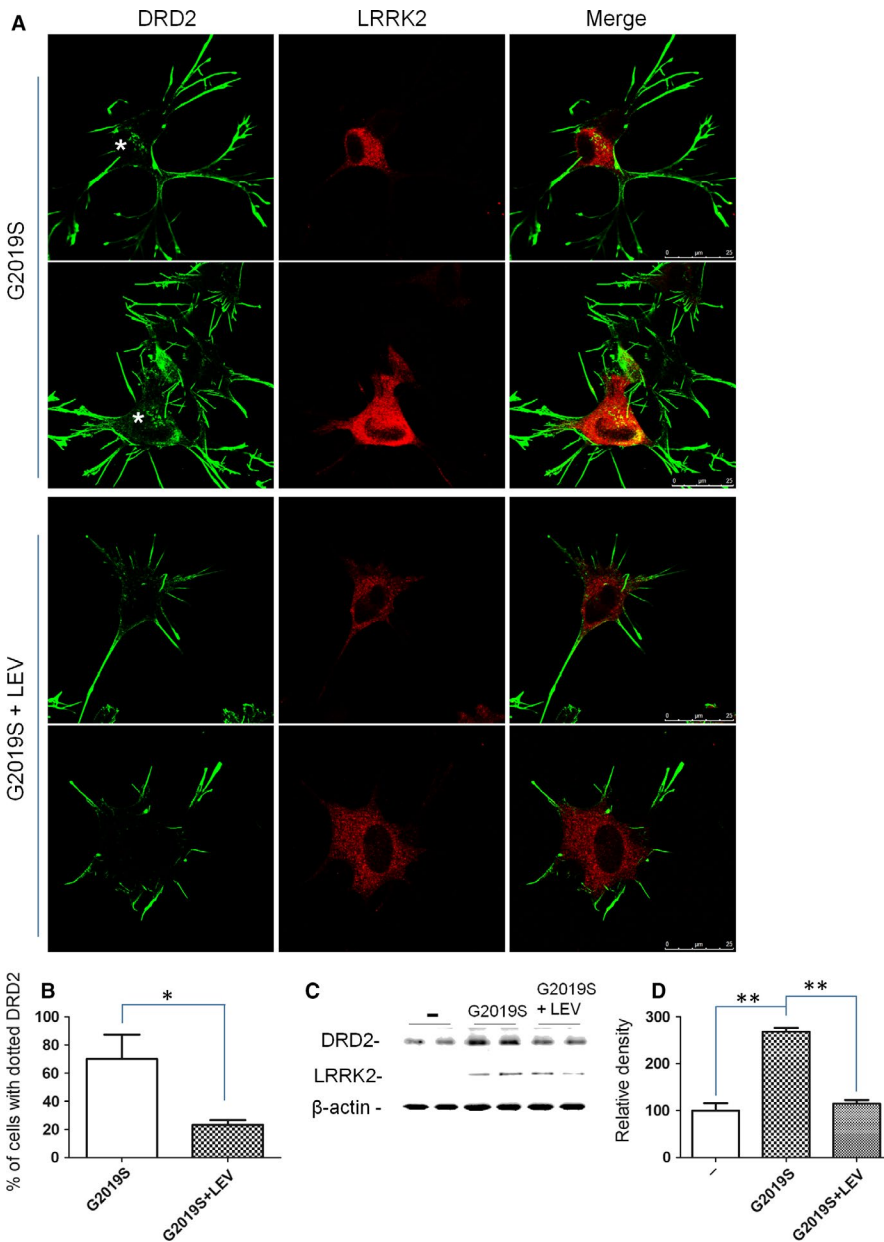 A
DRD2 LRRK2 Merge
G2019S
*
0 µm 25
*
0 µm 25
G2019S + LEV
0 µm 25
0 µm 25
B
% of cells with dotted DRD2
100
80
60
40
20
0
*
G2019S
G2019S+LEV
C
- G2019S G2019S
+ LEV
DRD2-
LRRK2-
β-actin -
D
Relative density
300
200
100
0
** **
–
G2019S
G2019S+LEV